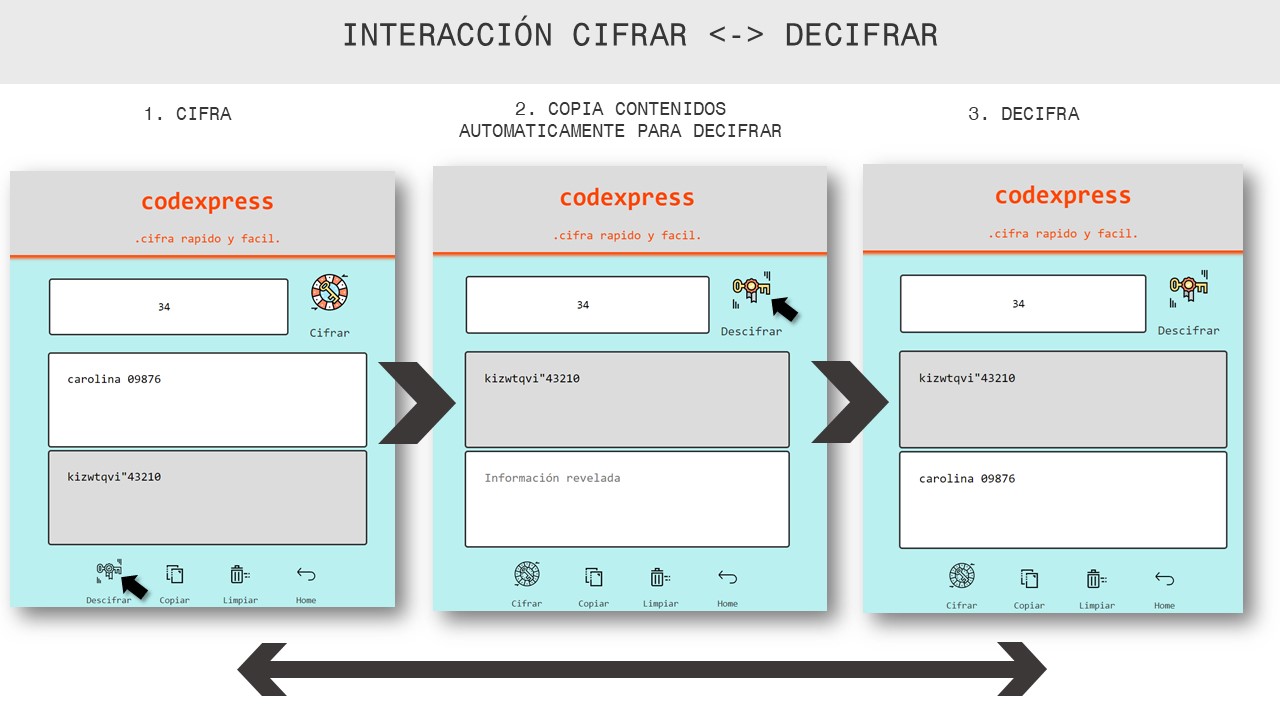 INTERACCIÓN CIFRAR <-> DECIFRAR
1. CIFRA
codexpress
.cifra rapido y facil.
34
Cifrar
carolina 09876
kizwtqvi"43210
Descifrar
Copiar
Limpiar
Home
2. COPIA CONTENIDOS
AUTOMATICAMENTE PARA DECIFRAR
codexpress
.cifra rapido y facil.
34
Descifrar
kizwtqvi"43210
Información revelada
Cifrar
Copiar
Limpiar
Home
3. DECIFRA
codexpress
.cifra rapido y facil.
34
Descifrar
kizwtqvi"43210
carolina 09876
Cifrar
Copiar
Limpiar
Home